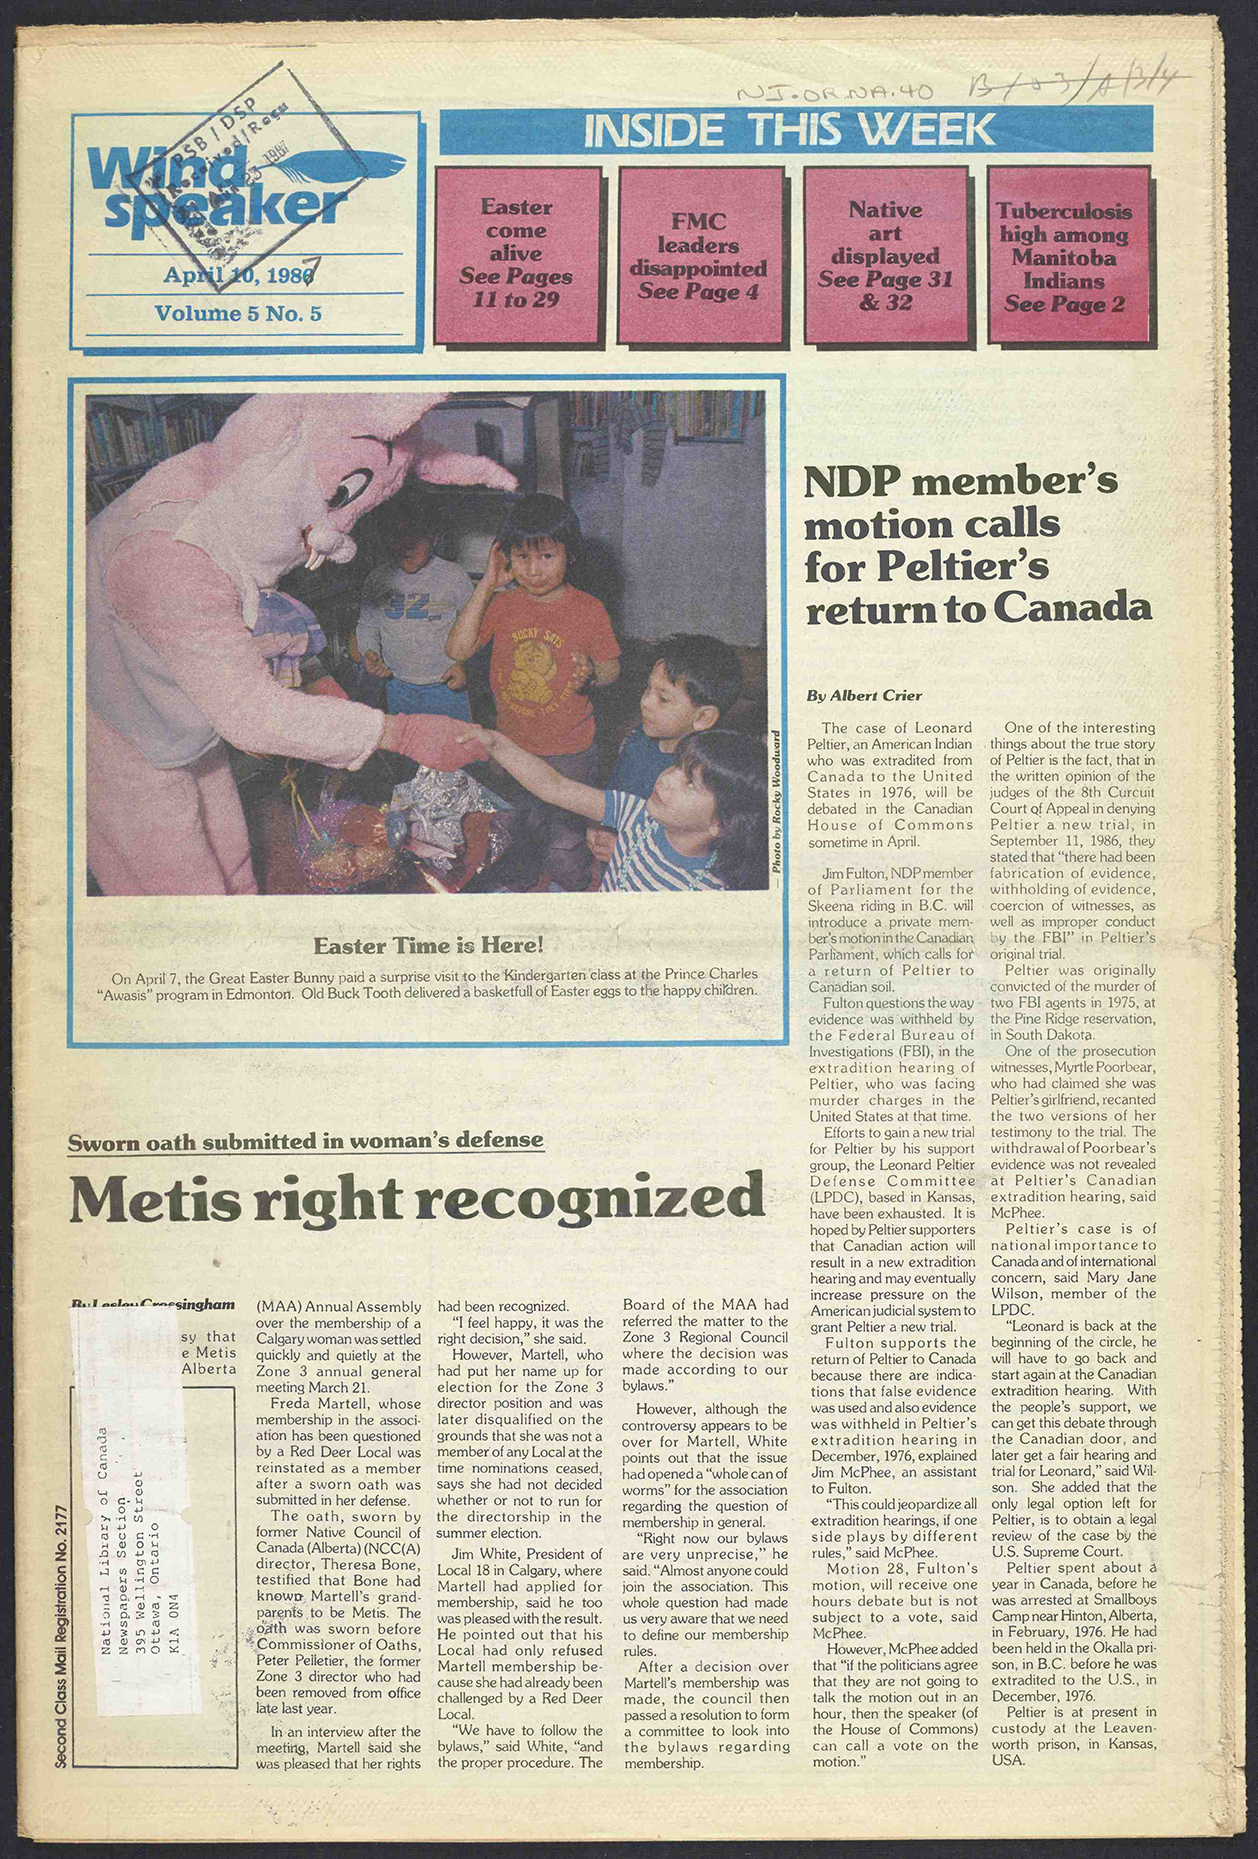 NI.OR.NA.40
Wind
speaker
PSB / DSP
1987
April 10, 1986
7
Volume 5 No. 5
INSIDE THIS WEEK
Easter
come
alive
See Pages
11 to 29
FMC
leaders
disappointed
See Page 4
Native
art
displayed
See Page 31
& 32
Tuberculosis
high among
Manitoba
Indians
See Page 2
BUCKY SAYS
— Photo by Rocky Woodward
Easter Time is Here!
On April 7, the Great Easter Bunny paid a surprise visit to the Kindergarten class at the Prince Charles
“Awasis” program in Edmonton. Old Buck Tooth delivered a basketfull of Easter eggs to the happy children.
NDP member’s
motion calls
for Peltier’s
return to Canada
By Albert Crier
The case of Leonard
Peltier, an American Indian
who was extradited from
Canada to the United
States in 1976, will be
debated in the Canadian
House of Commons
sometime in April.
Jim Fulton, NDP member
of Parliament for the
Skeena riding in B.C. will
introduce a private mem-
ber’s motion in the Canadian
Parliament, which calls for
a return of Peltier to
Canadian soil.
Fulton questions the way
evidence was withheld by
the Federal Bureau of
Investigations (FBI), in the
extradition hearing of
Peltier, who was facing
murder charges in the
United States at that time.
Efforts to gain a new trial
for Peltier by his support
group, the Leonard Peltier
Defense Committee
(LPDC), based in Kansas,
have been exhausted. It is
hoped by Peltier supporters
that Canadian action will
result in a new extradition
hearing and may eventually
increase pressure on the
American judicial system to
grant Peltier a new trial.
Fulton supports the
return of Peltier to Canada
because there are indica-
tions that false evidence
was used and also evidence
was withheld in Peltier’s
extradition hearing in
December, 1976, explained
Jim McPhee, an assistant
to Fulton.
“This could jeopardize all
extradition hearings, if one
side plays by different
rules,” said McPhee.
Motion 28, Fulton’s
motion, will receive one
hours debate but is not
subject to a vote, said
McPhee.
However, McPhee added
that “if the politicians agree
that they are not going to
talk the motion out in an
hour, then the speaker (of
the House of Commons)
can call a vote on the
motion.”
One of the interesting
things about the true story
of Peltier is the fact, that in
the written opinion of the
judges of the 8th Curcuit
Court of Appeal in denying
Peltier a new trial, in
September 11, 1986, they
stated that “there had been
fabrication of evidence,
withholding of evidence,
coercion of witnesses, as
well as improper conduct
by the FBI” in Peltier’s
original trial.
Peltier was originally
convicted of the murder of
two FBI agents in 1975, at
the Pine Ridge reservation,
in South Dakota.
One of the prosecution
witnesses, Myrtle Poorbear,
who had claimed she was
Peltier’s girlfriend, recanted
the two versions of her
testimony to the trial. The
withdrawal of Poorbear’s
evidence was not revealed
at Peltier’s Canadian
extradition hearing, said
McPhee.
Peltier’s case is of
national importance to
Canada and of international
concern, said Mary Jane
Wilson, member of the
LPDC.
“Leonard is back at the
beginning of the circle, he
will have to go back and
start again at the Canadian
extradition hearing. With
the people’s support, we
can get this debate through
the Canadian door, and
later get a fair hearing and
trial for Leonard,” said Wil-
son. She added that the
only legal option left for
Peltier, is to obtain a legal
review of the case by the
U.S. Supreme Court.
Peltier spent about a
year in Canada, before he
was arrested at Smallboys
Camp near Hinton, Alberta,
in February, 1976. He had
been held in the Okalla pri-
son, in B.C. before he was
extradited to the U.S., in
December, 1976.
Peltier is at present in
custody at the Leaven-
worth prison, in Kansas,
USA.
Sworn oath submitted in woman’s defense
Metis right recognized
By Lesley Crossingham
sy that
e Metis
Alberta
Second Class Mail Registration No. 2177
National Library of Canada
Newspapers Section
395 Wellington Street
Ottawa, Ontario
K1A 0N4
(MAA) Annual Assembly
over the membership of a
Calgary woman was settled
quickly and quietly at the
Zone 3 annual general
meeting March 21.
Freda Martell, whose
membership in the associ-
ation has been questioned
by a Red Deer Local was
reinstated as a member
after a sworn oath was
submitted in her defense.
The oath, sworn by
former Native Council of
Canada (Alberta) (NCC(A)
director, Theresa Bone,
testified that Bone had
known Martell’s grand-
parents to be Metis. The
oath was sworn before
Commissioner of Oaths,
Peter Pelletier, the former
Zone 3 director who had
been removed from office
late last year.
In an interview after the
meeting, Martell said she
was pleased that her rights
had been recognized.
“I feel happy, it was the
right decision,” she said.
However, Martell, who
had put her name up for
election for the Zone 3
director position and was
later disqualified on the
grounds that she was not a
member of any Local at the
time nominations ceased,
says she had not decided
whether or not to run for
the directorship in the
summer election.
Jim White, President of
Local 18 in Calgary, where
Martell had applied for
membership, said he too
was pleased with the result.
He pointed out that his
Local had only refused
Martell membership be-
cause she had already been
challenged by a Red Deer
Local.
“We have to follow the
bylaws,” said White, “and
the proper procedure. The
Board of the MAA had
referred the matter to the
Zone 3 Regional Council
where the decision was
made according to our
bylaws.”
However, although the
controversy appears to be
over for Martell, White
points out that the issue
had opened a “whole can of
worms” for the association
regarding the question of
membership in general.
“Right now our bylaws
are very unprecise,” he
said. “Almost anyone could
join the association. This
whole question had made
us very aware that we need
to define our membership
rules.
After a decision over
Martell’s membership was
made, the council then
passed a resolution to form
a committee to look into
the bylaws regarding
membership.